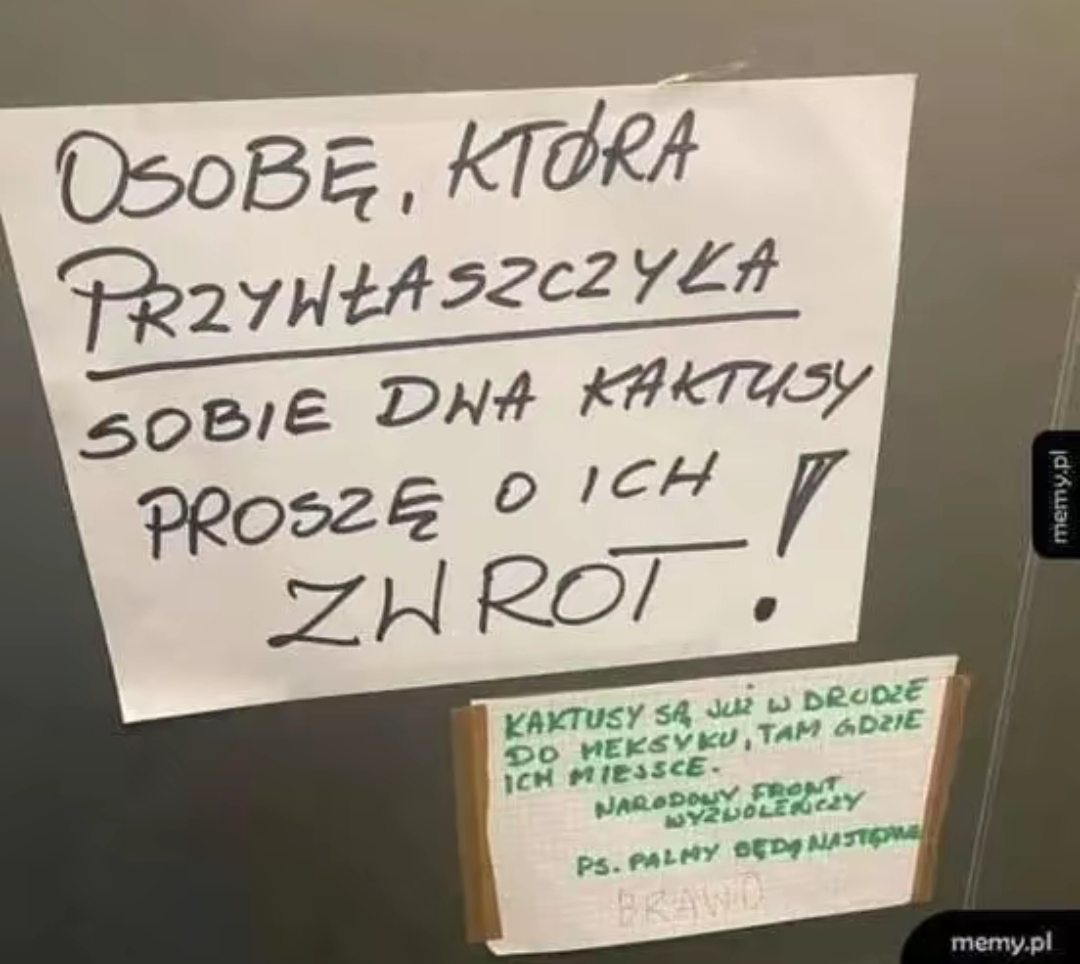 OSOBĘ, KTÓRA
PRZYWŁASZCZYŁA
SOBIE DWA KAKTUSY
PROSZĘ O ICH
ZWROT !
KAKTUSY SĄ JUŻ W DRODZE
DO MEKSYKU, TAM GDZIE
ICH MIEJSCE.
NARODOWY FRONT
WYZWOLEŃCZY
PS. PALMY BĘDĄ NASTĘPNE
BRAWO
memy.pl
memy.pl